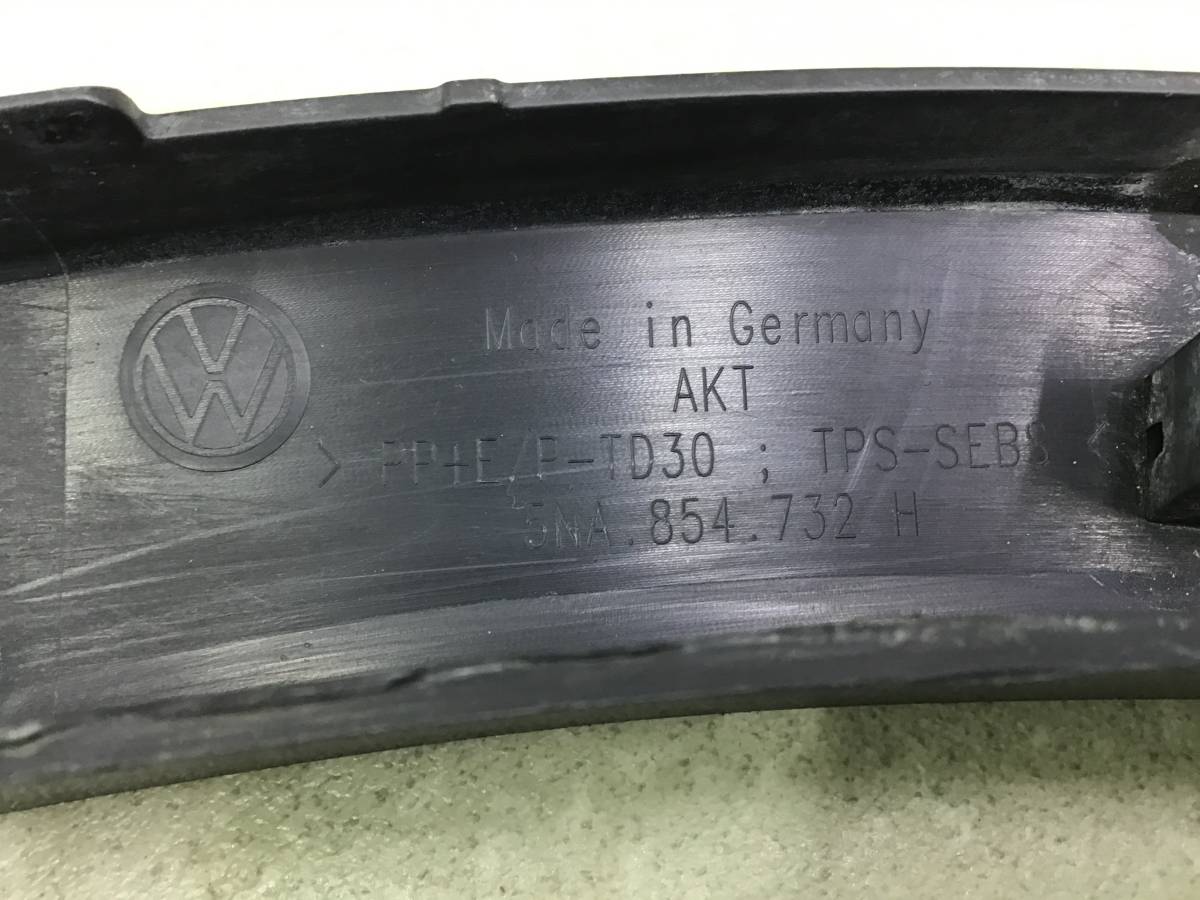 Made in Germany
AKT
> PP+E/P-TD30 ; TPS-SEBS
5NA.854.732 H